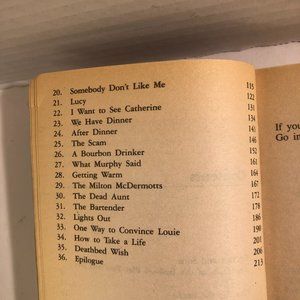 20. Somebody Don't Like Me 115
21. Lucy 122
22. I Want to See Catherine 131
23. We Have Dinner 134
24. After Dinner 141
25. The Scam 146
26. A Bourbon Drinker 152
27. What Murphy Said 161
28. Getting Warm 168
29. The Milton McDermotts 171
30. The Dead Aunt 173
31. The Bartender 178
32. Lights Out 186
33. One Way to Convince Louie 190
34. How to Take a Life 201
35. Deathbed Wish 206
36. Epilogue 213
If you
Go in